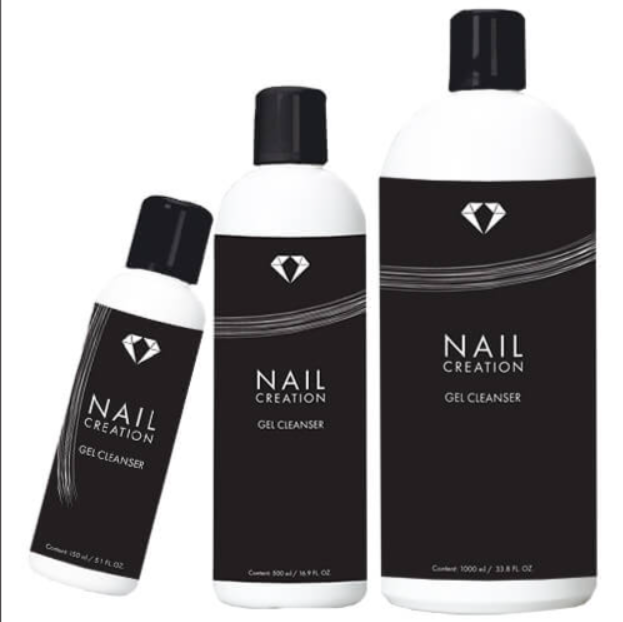 NAIL
CREATION
GEL CLEANSER
Content: 150 ml / 5.1 FL. OZ.
NAIL
CREATION
GEL CLEANSER
Content: 500 ml / 16.9 FL. OZ.
NAIL
CREATION
GEL CLEANSER
Content: 1000 ml / 33.8 FL. OZ.